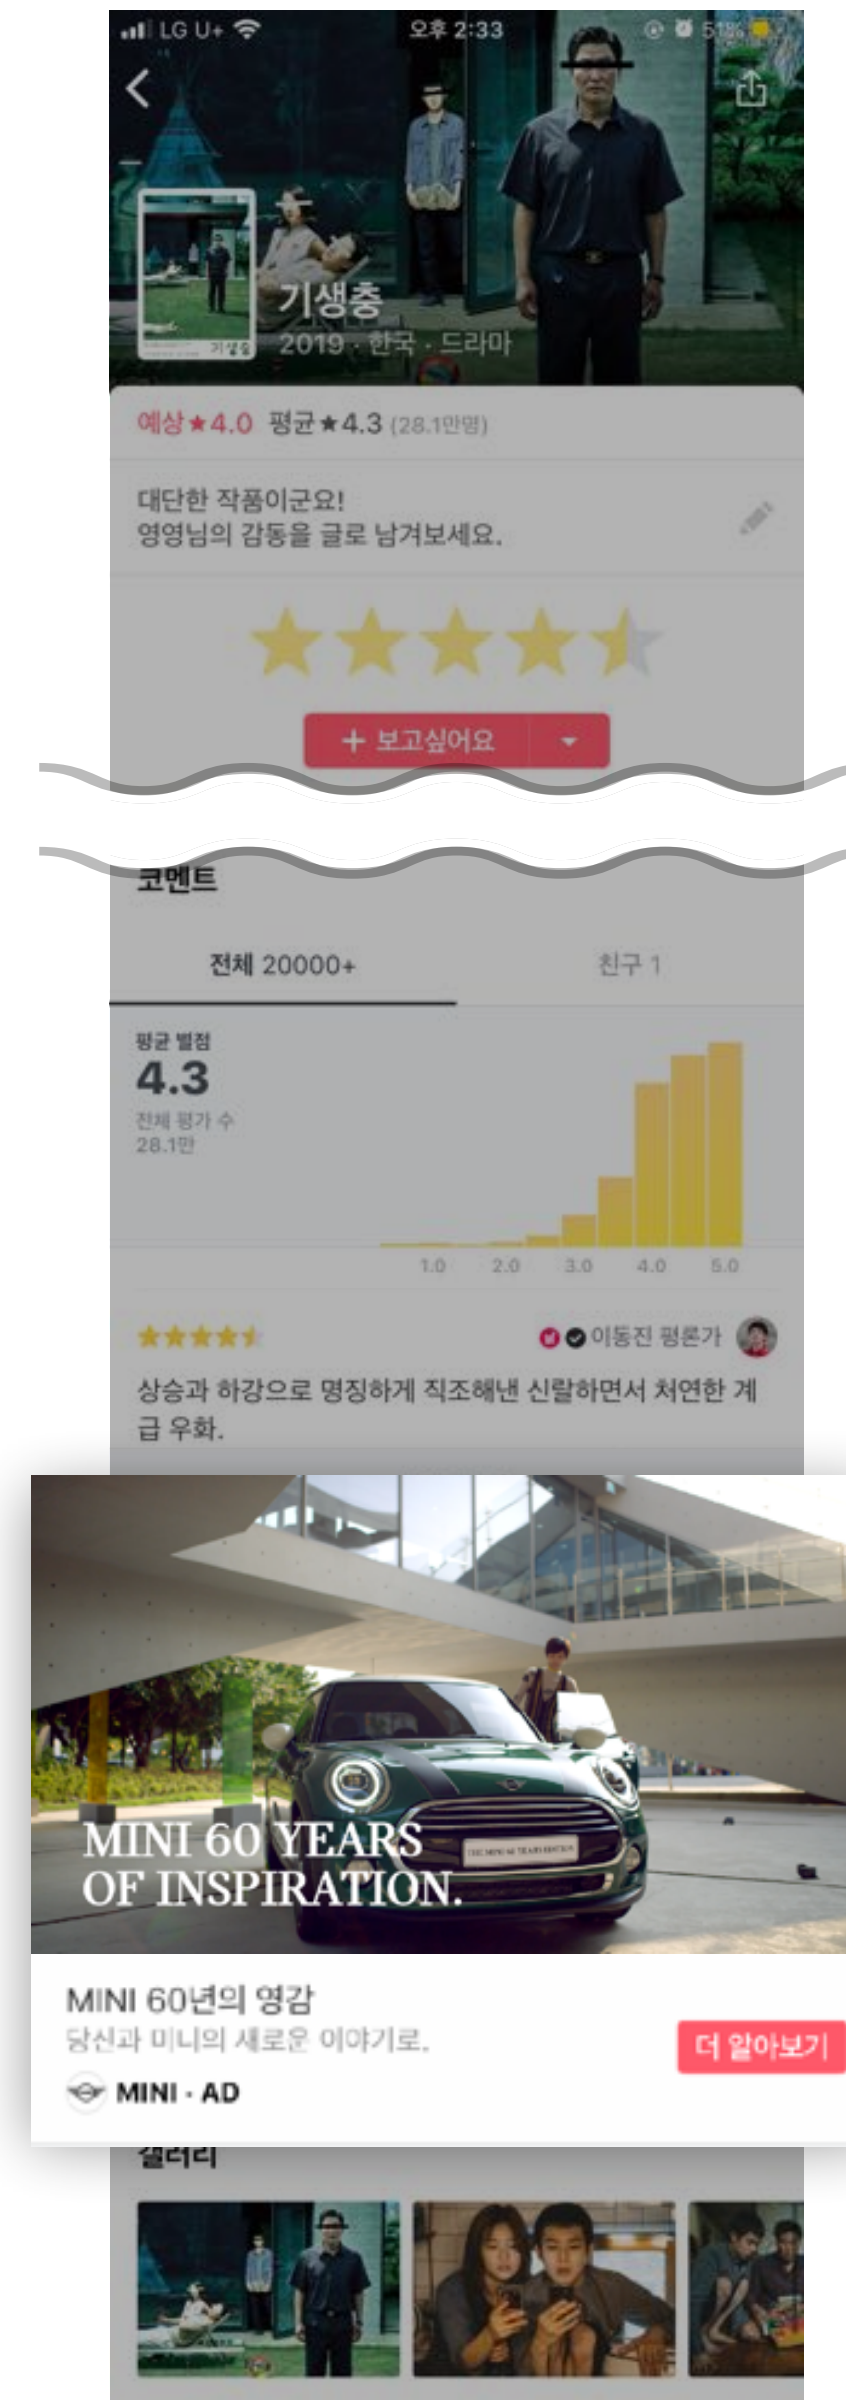 LG U+
오후 2:33
51%
기생충
기생충
2019 · 한국 · 드라마
예상★4.0 평균★4.3 (28.1만명)
대단한 작품이군요!
영영님의 감동을 글로 남겨보세요.
+ 보고싶어요
코멘트
전체 20000+
친구 1
평균 별점
4.3
전체 평가 수
28.1만
1.0 2.0 3.0 4.0 5.0
이동진 평론가
상승과 하강으로 명징하게 직조해낸 신랄하면서 처연한 계
급 우화.
MINI 60 YEARS
OF INSPIRATION.
MINI 60년의 영감
당신과 미니의 새로운 이야기로.
더 알아보기
MINI · AD
갤러리